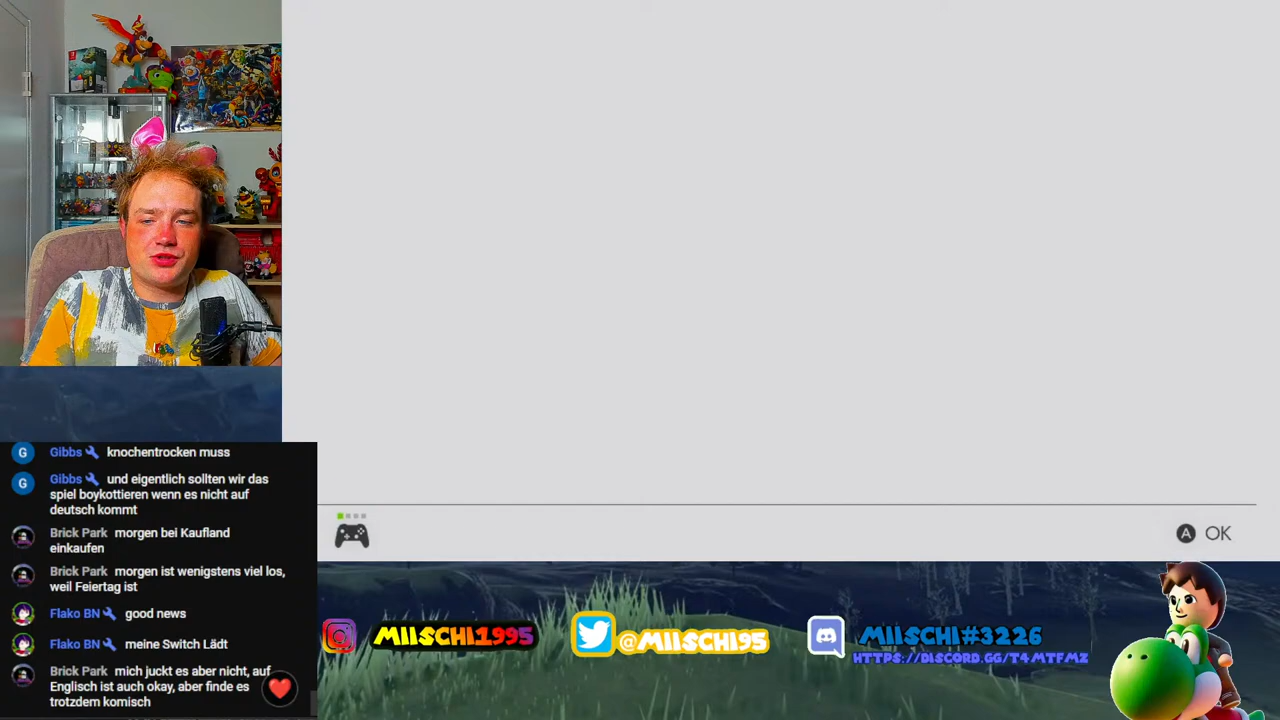 G Gibbs knochentrocken muss
G Gibbs und eigentlich sollten wir das
spiel boykottieren wenn es nicht auf
deutsch kommt
Brick Park morgen bei Kaufland
einkaufen
Brick Park morgen ist wenigstens viel los,
weil Feiertag ist
Flako BN good news
Flako BN meine Switch Lädt
Brick Park mich juckt es aber nicht, auf
Englisch ist auch okay, aber finde es
trotzdem komisch
A OK
MIISCHI1995
@MIISCHI95
MIISCHI#3226
HTTPS://DISCORD.GG/T4MTFMZ